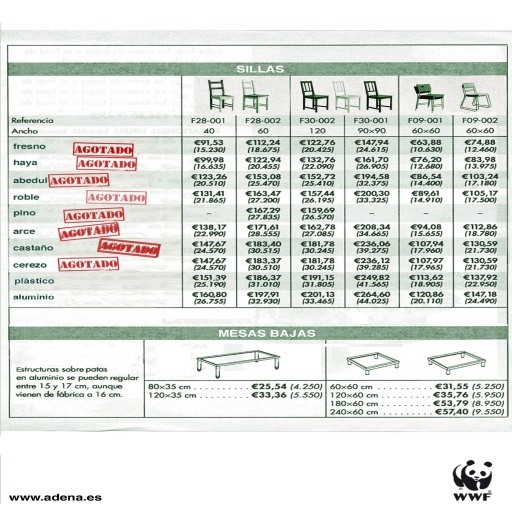 SILLAS
Referencia F28-001 F28-002 F30-002 F30-001 F09-001 F09-002
Ancho 40 60 120 90×90 60×60 60×60
fresno AGOTADO €91,53 €112,24 €122,76 €147,94 €63,88 €74,88
(15.230) (18.675) (20.425) (24.615) (10.630) (12.460)
haya AGOTADO €99,98 €122,94 €132,76 €161,70 €76,20 €83,98
(16.635) (20.455) (22.090) (26.905) (12.680) (13.975)
abedul AGOTADO €123,26 €153,08 €152,72 €194,58 €86,54 €103,24
(20.510) (25.470) (25.410) (32.375) (14.400) (17.180)
roble AGOTADO €131,41 €163,47 €157,44 €200,30 €89,61 €105,17
(21.865) (27.200) (26.195) (33.325) (14.910) (17.500)
pino AGOTADO – €167,29 €159,67 – – –
(27.835) (26.570)
arce AGOTADO €138,17 €171,61 €162,78 €208,34 €94,08 €112,86
(22.990) (28.555) (27.085) (34.665) (15.655) (18.780)
castaño AGOTADO €147,67 €183,40 €181,78 €236,06 €107,94 €130,59
(24.570) (30.515) (30.245) (39.275) (17.960) (21.730)
cerezo AGOTADO €147,67 €183,37 €181,78 €236,12 €107,97 €130,59
(24.570) (30.510) (30.245) (39.285) (17.965) (21.730)
plástico €151,39 €186,37 €191,15 €249,82 €113,62 €137,92
(25.190) (31.010) (31.805) (41.565) (18.905) (22.950)
aluminio €160,80 €197,91 €201,13 €264,60 €120,86 €147,18
(26.755) (32.930) (33.465) (44.025) (20.110) (24.490)
MESAS BAJAS
Estructuras sobre patas
en aluminio se pueden regular
entre 15 y 17 cm, aunque
vienen de fábrica a 16 cm.
80×35 cm ......... €25,54 (4.250)
120×35 cm ........ €33,36 (5.550)
60×60 cm ............. €31,55 (5.250)
120×60 cm ............ €35,76 (5.950)
180×60 cm ............ €53,79 (8.950)
240×60 cm ............ €57,40 (9.550)
www.adena.es
WWF